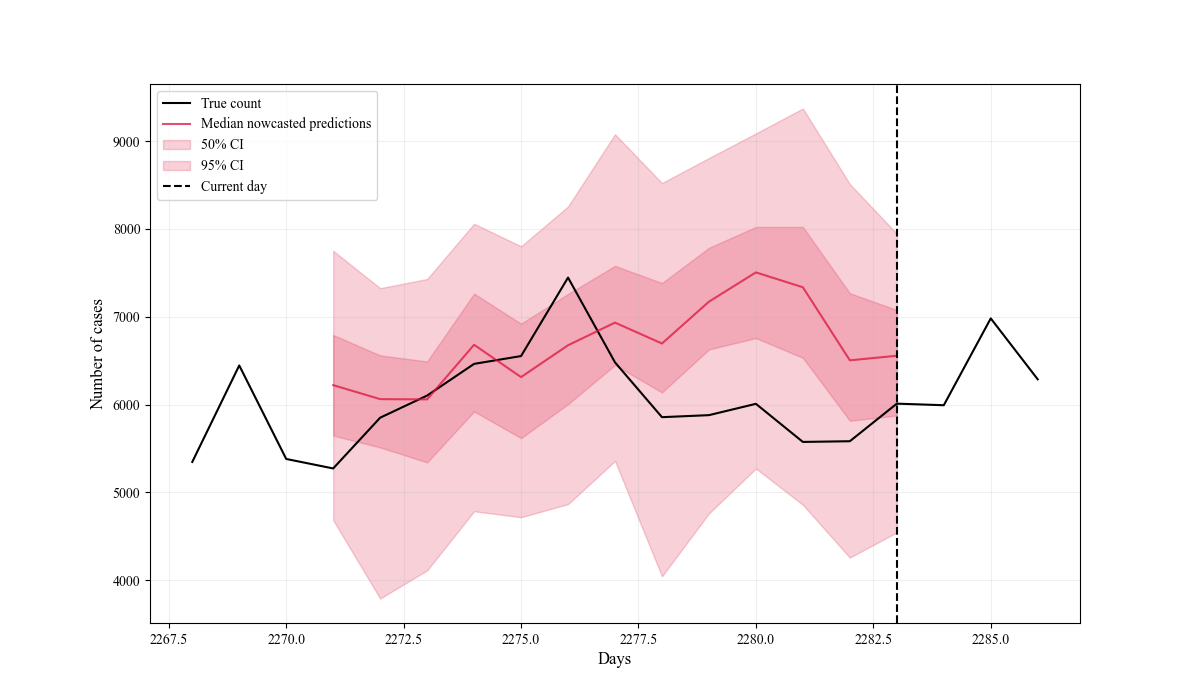 True count
Median nowcasted predictions
50% CI
95% CI
Current day
Number of cases
9000
8000
7000
6000
5000
4000
2267.5 2270.0 2272.5 2275.0 2277.5 2280.0 2282.5 2285.0
Days